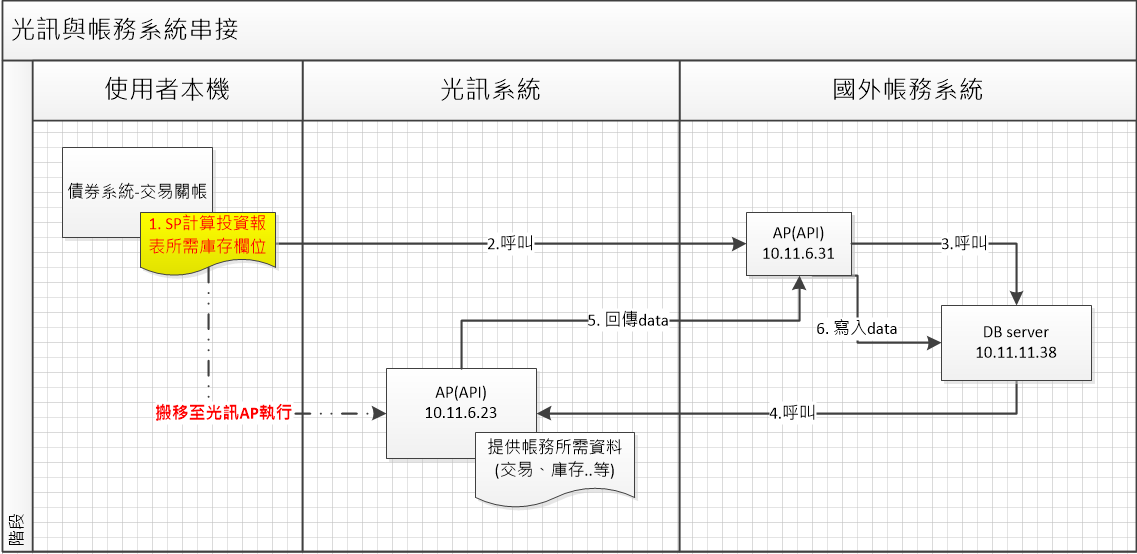 光訊與帳務系統串接
使用者本機
光訊系統
國外帳務系統
債券系統-交易關帳
1. SP計算投資報
表所需庫存欄位
2.呼叫
AP(API)
10.11.6.31
3.呼叫
5. 回傳data
6. 寫入data
DB server
10.11.11.38
AP(API)
10.11.6.23
搬移至光訊AP執行
4.呼叫
提供帳務所需資料
(交易、庫存..等)
階段